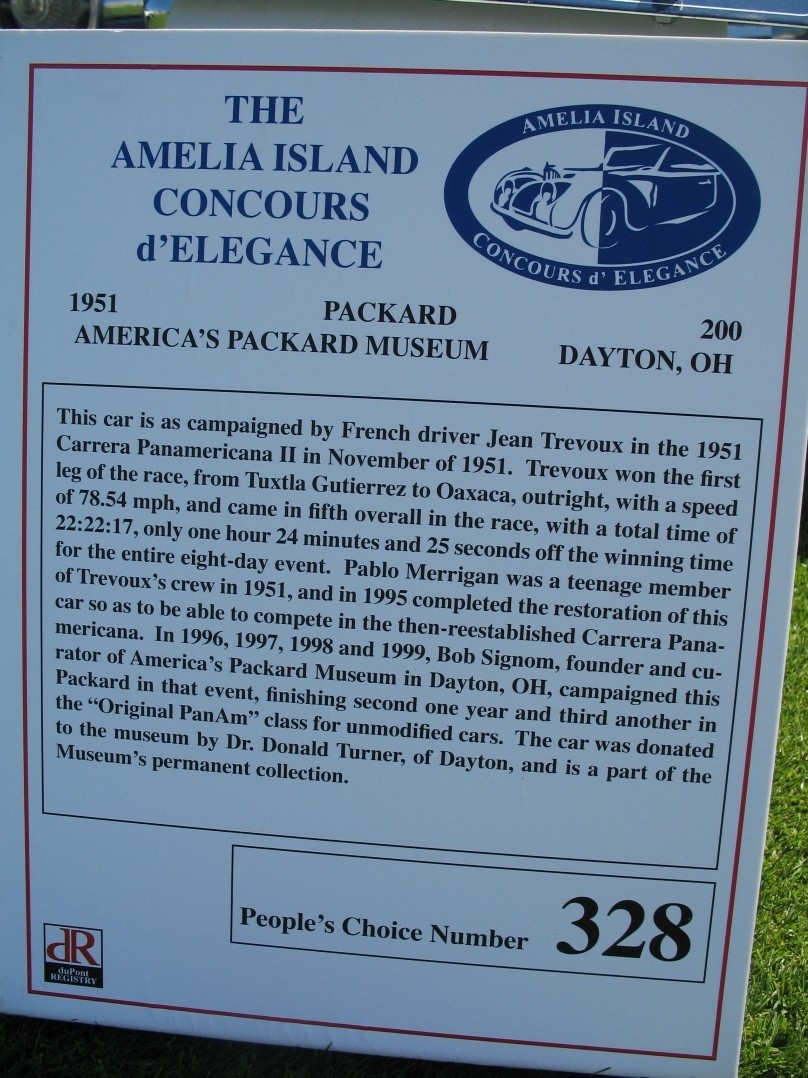 THE
AMELIA ISLAND
CONCOURS
d'ELEGANCE
AMELIA ISLAND
CONCOURS d' ELEGANCE
1951 PACKARD 200
AMERICA'S PACKARD MUSEUM DAYTON, OH
This car is as campaigned by French driver Jean Trevoux in the 1951
Carrera Panamericana II in November of 1951. Trevoux won the first
leg of the race, from Tuxtla Gutierrez to Oaxaca, outright, with a speed
of 78.54 mph, and came in fifth overall in the race, with a total time of
22:22:17, only one hour 24 minutes and 25 seconds off the winning time
for the entire eight-day event. Pablo Merrigan was a teenage member
of Trevoux's crew in 1951, and in 1995 completed the restoration of this
car so as to be able to compete in the then-reestablished Carrera Pana-
mericana. In 1996, 1997, 1998 and 1999, Bob Signom, founder and cu-
rator of America's Packard Museum in Dayton, OH, campaigned this
Packard in that event, finishing second one year and third another in
the "Original PanAm" class for unmodified cars. The car was donated
to the museum by Dr. Donald Turner, of Dayton, and is a part of the
Museum's permanent collection.
People's Choice Number 328
dR
duPont
REGISTRY